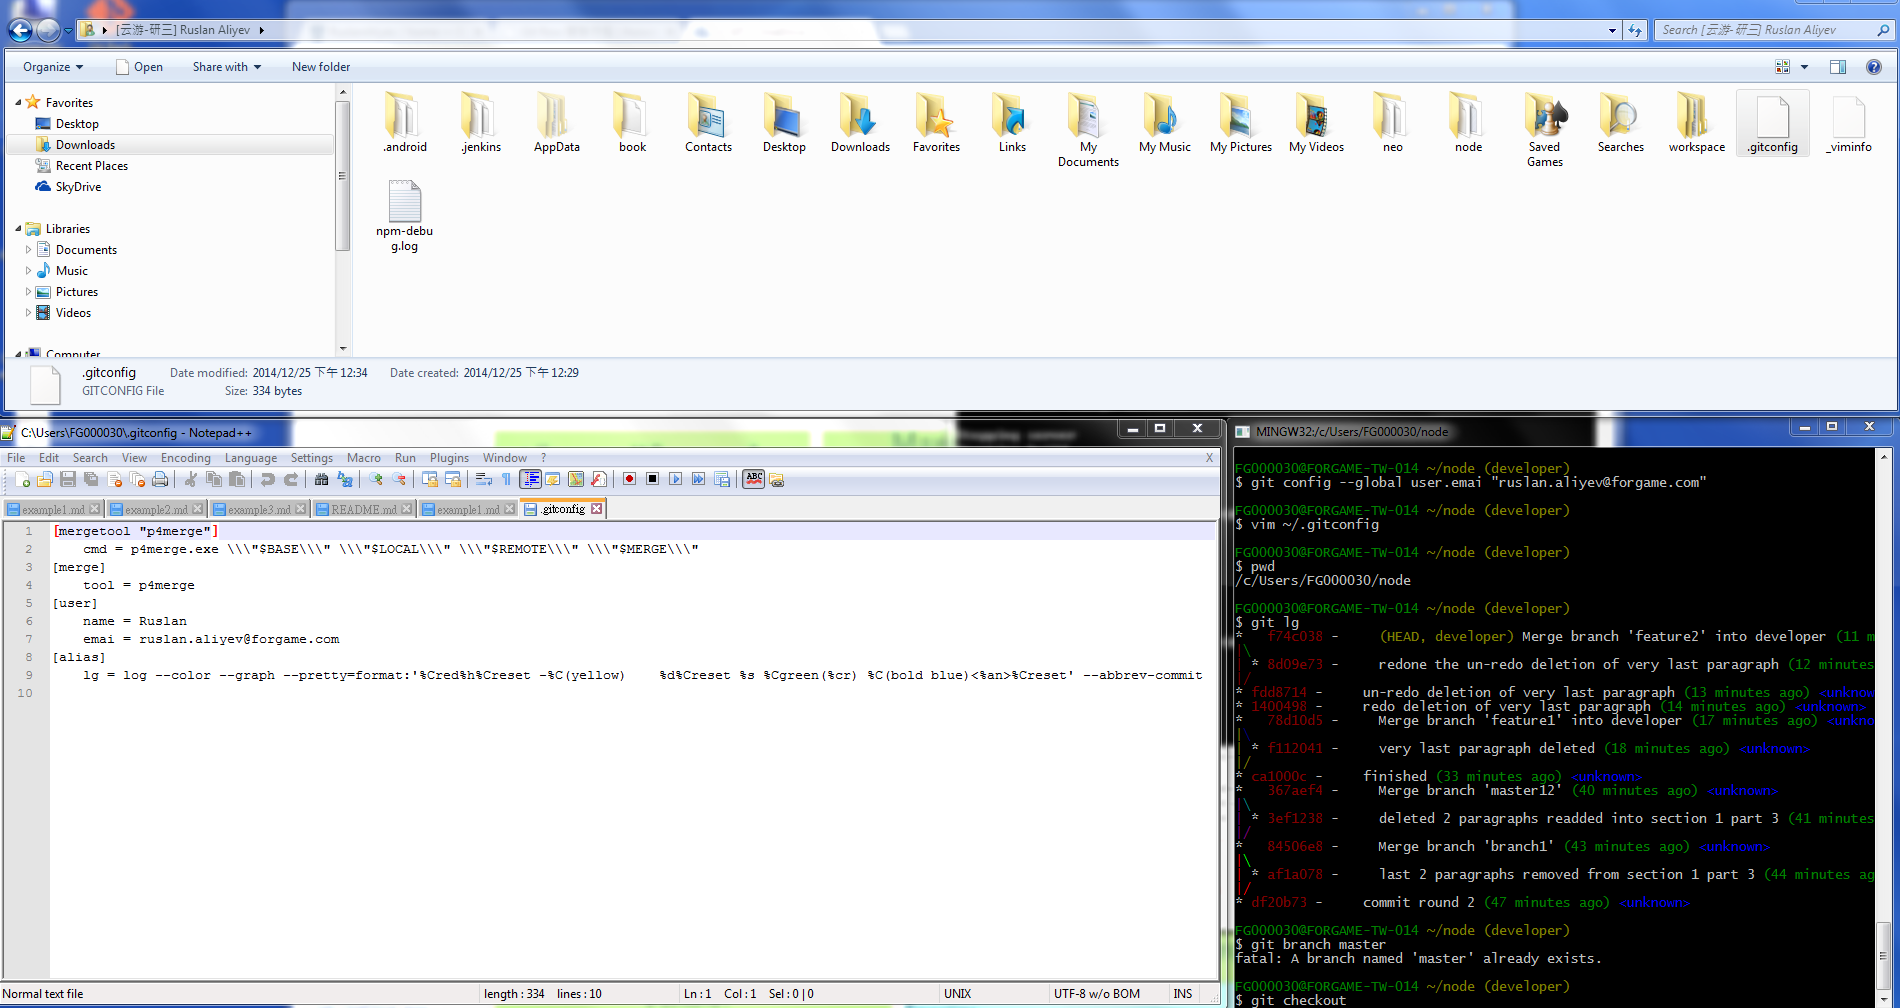 [云游-研三] Ruslan Aliyev
Search [云游-研三] Ruslan Aliyev
Organize
Open
Share with
New folder
Favorites
Desktop
Downloads
Recent Places
SkyDrive
Libraries
Documents
Music
Pictures
Videos
Computer
.android
.jenkins
AppData
book
Contacts
Desktop
Downloads
Favorites
Links
My
Documents
My Music
My Pictures
My Videos
neo
node
Saved
Games
Searches
workspace
.gitconfig
_viminfo
npm-debu
g.log
.gitconfig
Date modified: 2014/12/25 下午 12:34
Date created: 2014/12/25 下午 12:29
GITCONFIG File
Size: 334 bytes
C:\Users\FG000030\.gitconfig - Notepad++
File Edit Search View Encoding Language Settings Macro Run Plugins Window ? X
example1.md
example2.md
example3.md
README.md
example1.md
.gitconfig
1 [mergetool "p4merge"]
2 cmd = p4merge.exe \\\"$BASE\\\" \\\"$LOCAL\\\" \\\"$REMOTE\\\" \\\"$MERGE\\\"
3 [merge]
4 tool = p4merge
5 [user]
6 name = Ruslan
7 emai = ruslan.aliyev@forgame.com
8 [alias]
9 lg = log --color --graph --pretty=format:'%Cred%h%Creset -%C(yellow) %d%Creset %s %Cgreen(%cr) %C(bold blue)<%an>%Creset' --abbrev-commit
10
Normal text file
length : 334 lines : 10
Ln : 1 Col : 1 Sel : 0 | 0
UNIX
UTF-8 w/o BOM
INS
MINGW32:/c/Users/FG000030/node
FG000030@FORGAME-TW-014 ~/node (developer)
$ git config --global user.emai "ruslan.aliyev@forgame.com"
FG000030@FORGAME-TW-014 ~/node (developer)
$ vim ~/.gitconfig
FG000030@FORGAME-TW-014 ~/node (developer)
$ pwd
/c/Users/FG000030/node
FG000030@FORGAME-TW-014 ~/node (developer)
$ git lg
* f74c038 - (HEAD, developer) Merge branch 'feature2' into developer (11 m
|\
| * 8d09e73 - redone the un-redo deletion of very last paragraph (12 minutes
|/
* fdd8714 - un-redo deletion of very last paragraph (13 minutes ago) <unknow
* 1400498 - redo deletion of very last paragraph (14 minutes ago) <unknown>
* 78d10d5 - Merge branch 'feature1' into developer (17 minutes ago) <unkno
|\
| * f112041 - very last paragraph deleted (18 minutes ago) <unknown>
|/
* ca1000c - finished (33 minutes ago) <unknown>
* 367aef4 - Merge branch 'master12' (40 minutes ago) <unknown>
|\
| * 3ef1238 - deleted 2 paragraphs readded into section 1 part 3 (41 minutes
|/
* 84506e8 - Merge branch 'branch1' (43 minutes ago) <unknown>
|\
| * af1a078 - last 2 paragraphs removed from section 1 part 3 (44 minutes ag
|/
* df20b73 - commit round 2 (47 minutes ago) <unknown>
FG000030@FORGAME-TW-014 ~/node (developer)
$ git branch master
fatal: A branch named 'master' already exists.
FG000030@FORGAME-TW-014 ~/node (developer)
$ git checkout